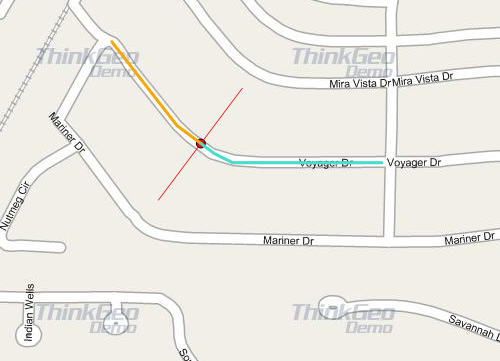 ThinkGeo
Demo
ThinkGeo
Demo
Mira Vista Dr
Mira Vista Dr
Mariner Dr
Voyager Dr
Voyager Dr
Nutmeg Cir
Mariner Dr
Mariner Dr
Indian Wells
ThinkGeo
Demo
ThinkGeo
Demo
Savannah D
So